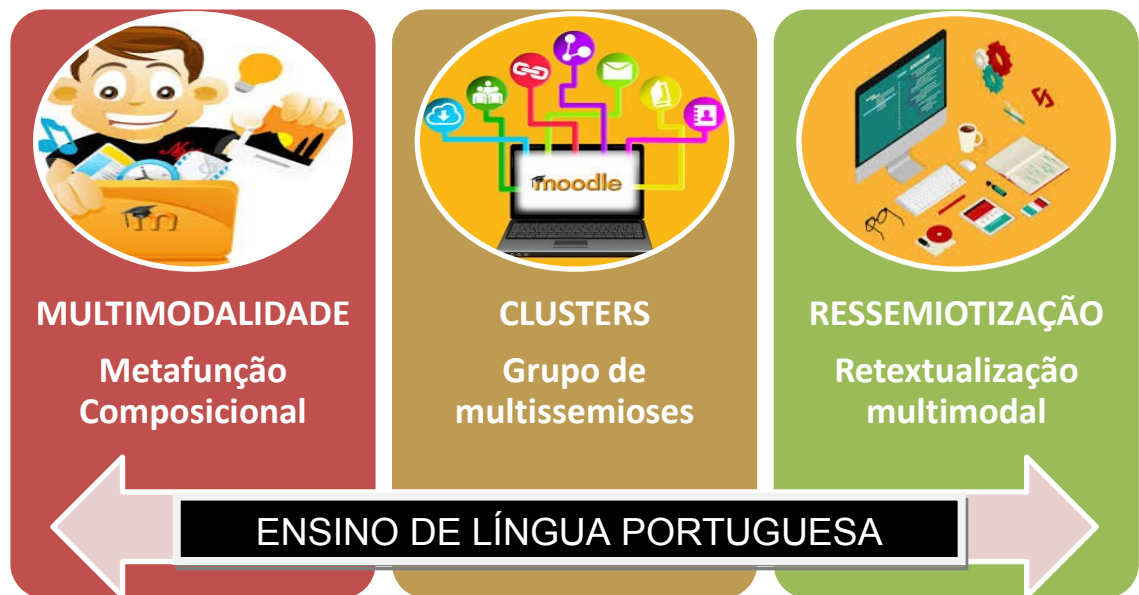 moodle
MULTIMODALIDADE
Metafunção
Composicional
CLUSTERS
Grupo de
multissemioses
RESSEMIOTIZAÇÃO
Retextualização
multimodal
ENSINO DE LÍNGUA PORTUGUESA